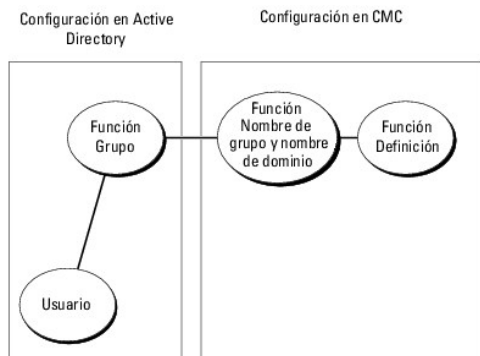 Configuración en Active
Directory
Configuración en CMC
Función
Grupo
Función
Nombre de
grupo y nombre
de dominio
Función
Definición
Usuario